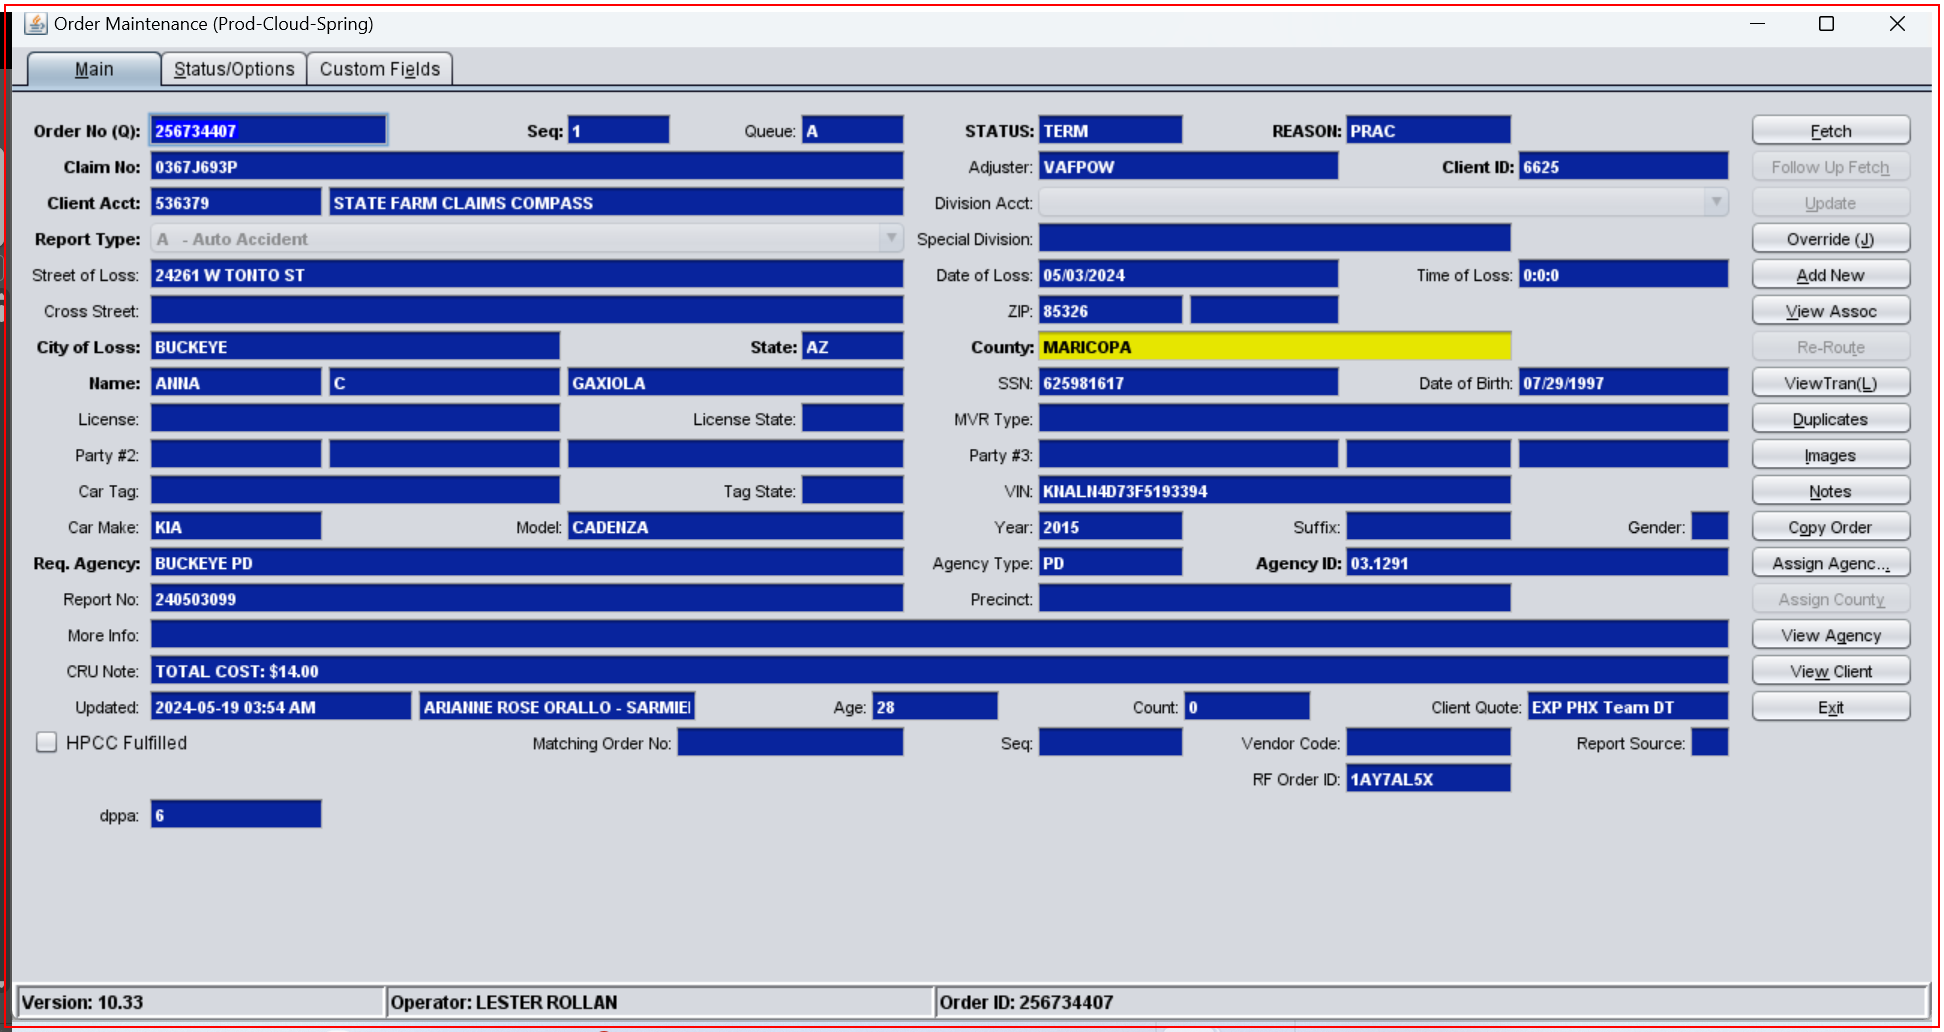 Order Maintenance (Prod-Cloud-Spring)
Main Status/Options Custom Fields
Order No (Q): 256734407 Seq: 1 Queue: A STATUS: TERM REASON: PRAC Fetch
Claim No: 0367J693P Adjuster: VAFPOW Client ID: 6625 Follow Up Fetch
Client Acct: 536379 STATE FARM CLAIMS COMPASS Division Acct: Update
Report Type: A - Auto Accident Special Division: Override (J)
Street of Loss: 24261 W TONTO ST Date of Loss: 05/03/2024 Time of Loss: 0:0:0 Add New
Cross Street: ZIP: 85326 View Assoc
City of Loss: BUCKEYE State: AZ County: MARICOPA Re-Route
Name: ANNA C GAXIOLA SSN: 625981617 Date of Birth: 07/29/1997 ViewTran(L)
License: License State: MVR Type: Duplicates
Party #2: Party #3: Images
Car Tag: Tag State: VIN: KNALN4D73F5193394 Notes
Car Make: KIA Model: CADENZA Year: 2015 Suffix: Gender: Copy Order
Req. Agency: BUCKEYE PD Agency Type: PD Agency ID: 03.1291 Assign Agenc...
Report No: 240503099 Precinct: Assign County
More Info: View Agency
CRU Note: TOTAL COST: $14.00 View Client
Updated: 2024-05-19 03:54 AM ARIANNE ROSE ORALLO - SARMIE Age: 28 Count: 0 Client Quote: EXP PHX Team DT Exit
HPCC Fulfilled Matching Order No: Seq: Vendor Code: Report Source:
RF Order ID: 1AY7AL5X
dppa: 6
Version: 10.33 Operator: LESTER ROLLAN Order ID: 256734407